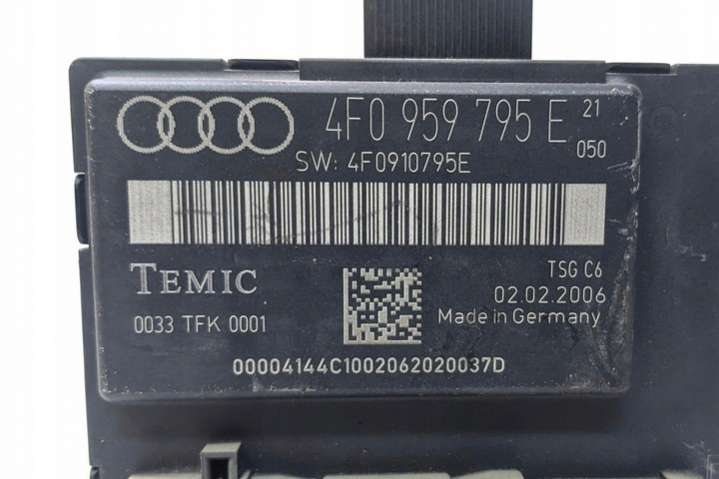 4F0 959 795 E 21
050
SW: 4F0910795E
TEMIC
TSG C6
02.02.2006
0033 TFK 0001
Made in Germany
00004144C1002062020037D